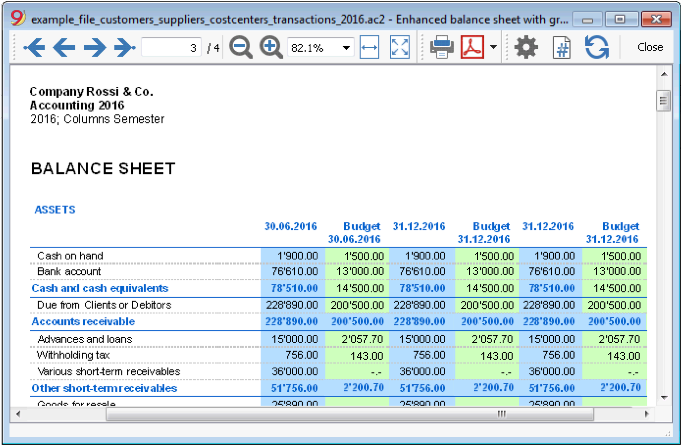 example_file_customers_suppliers_costcenters_transactions_2016.ac2 - Enhanced balance sheet with gr...
3 / 4 82.1% Close
Company Rossi & Co.
Accounting 2016
2016; Columns Semester
BALANCE SHEET
ASSETS
30.06.2016 Budget 31.12.2016 Budget 31.12.2016 Budget
30.06.2016 31.12.2016 31.12.2016
Cash on hand 1'900.00 1'500.00 1'900.00 1'500.00 1'900.00 1'500.00
Bank account 76'610.00 13'000.00 76'610.00 13'000.00 76'610.00 13'000.00
Cash and cash equivalents 78'510.00 14'500.00 78'510.00 14'500.00 78'510.00 14'500.00
Due from Clients or Debitors 228'890.00 200'500.00 228'890.00 200'500.00 228'890.00 200'500.00
Accounts receivable 228'890.00 200'500.00 228'890.00 200'500.00 228'890.00 200'500.00
Advances and loans 15'000.00 2'057.70 15'000.00 2'057.70 15'000.00 2'057.70
Withholding tax 756.00 143.00 756.00 143.00 756.00 143.00
Various short-term receivables 36'000.00 -.- 36'000.00 -.- 36'000.00 -.-
Other short-term receivables 51'756.00 2'200.70 51'756.00 2'200.70 51'756.00 2'200.70
Goods for resale 25'890.00 25'890.00 25'890.00